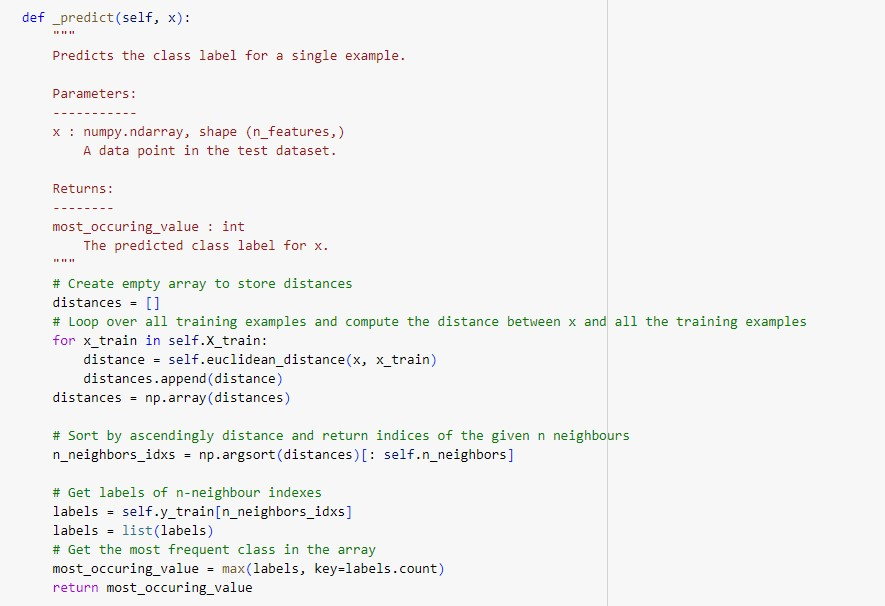 def _predict(self, x):
"""
Predicts the class label for a single example.
Parameters:
-----------
x : numpy.ndarray, shape (n_features,)
A data point in the test dataset.
Returns:
--------
most_occuring_value : int
The predicted class label for x.
"""
# Create empty array to store distances
distances = []
# Loop over all training examples and compute the distance between x and all the training examples
for x_train in self.X_train:
distance = self.euclidean_distance(x, x_train)
distances.append(distance)
distances = np.array(distances)
# Sort by ascendingly distance and return indices of the given n neighbours
n_neighbors_idxs = np.argsort(distances)[: self.n_neighbors]
# Get labels of n-neighbour indexes
labels = self.y_train[n_neighbors_idxs]
labels = list(labels)
# Get the most frequent class in the array
most_occuring_value = max(labels, key=labels.count)
return most_occuring_value